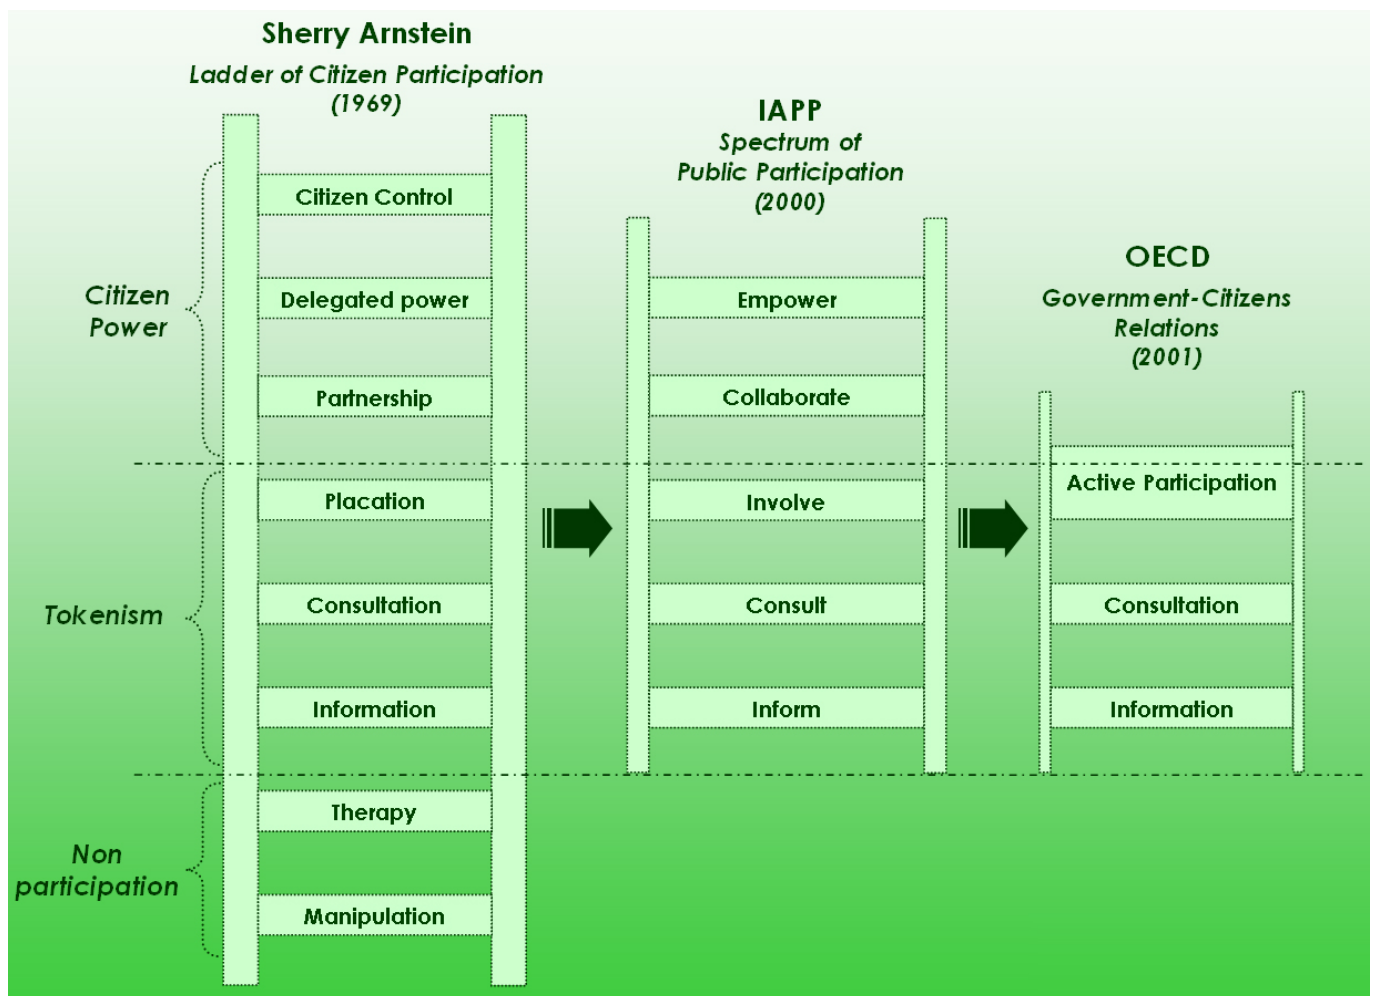 Sherry Arnstein
Ladder of Citizen Participation
(1969)
Citizen
Power
Tokenism
Non
participation
Citizen Control
Delegated power
Partnership
Placation
Consultation
Information
Therapy
Manipulation
IAPP
Spectrum of
Public Participation
(2000)
Empower
Collaborate
Involve
Consult
Inform
OECD
Government-Citizens
Relations
(2001)
Active Participation
Consultation
Information